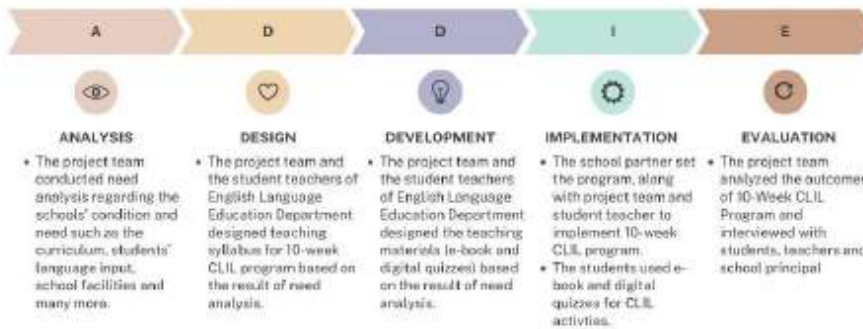 A D D I E
ANALYSIS
• The project team
conducted need
analysis regarding the
schools' condition and
need such as the
curriculum, students'
language input,
school facilities and
many more.
DESIGN
• The project team and
the student teachers of
English Language
Education Department
designed teaching
syllabus for 10-week
CLIL program based on
the result of need
analysis.
DEVELOPMENT
• The project team and
the student teachers
of English Language
Education Department
designed the teaching
materials (e-book and
digital quizzes) based
on the result of need
analysis.
IMPLEMENTATION
• The school partner set
the program, along
with project team and
student teacher to
implement 10-week
CLIL program.
• The students used e-
book and digital
quizzes for CLIL
activties.
EVALUATION
• The project team
analyzed the outcome
of 10-Week CLIL
Program and
interviewed with
students, teachers and
school principal